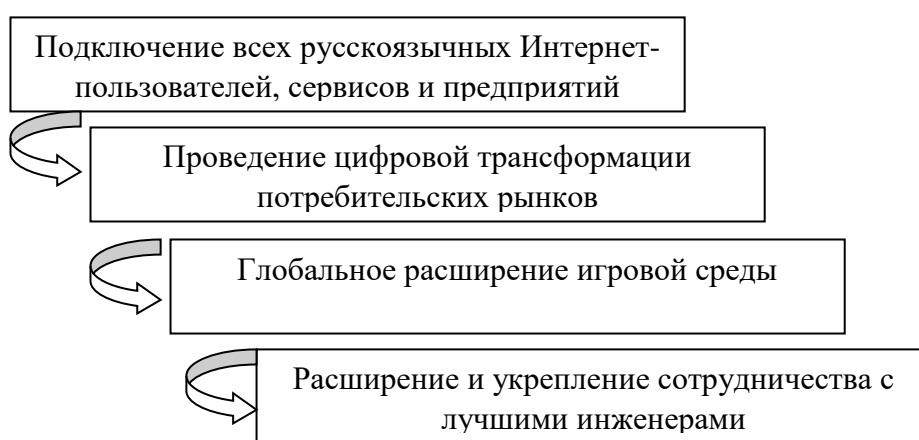 Подключение всех русскоязычных Интернет-
пользователей, сервисов и предприятий
Проведение цифровой трансформации
потребительских рынков
Глобальное расширение игровой среды
Расширение и укрепление сотрудничества с
лучшими инженерами